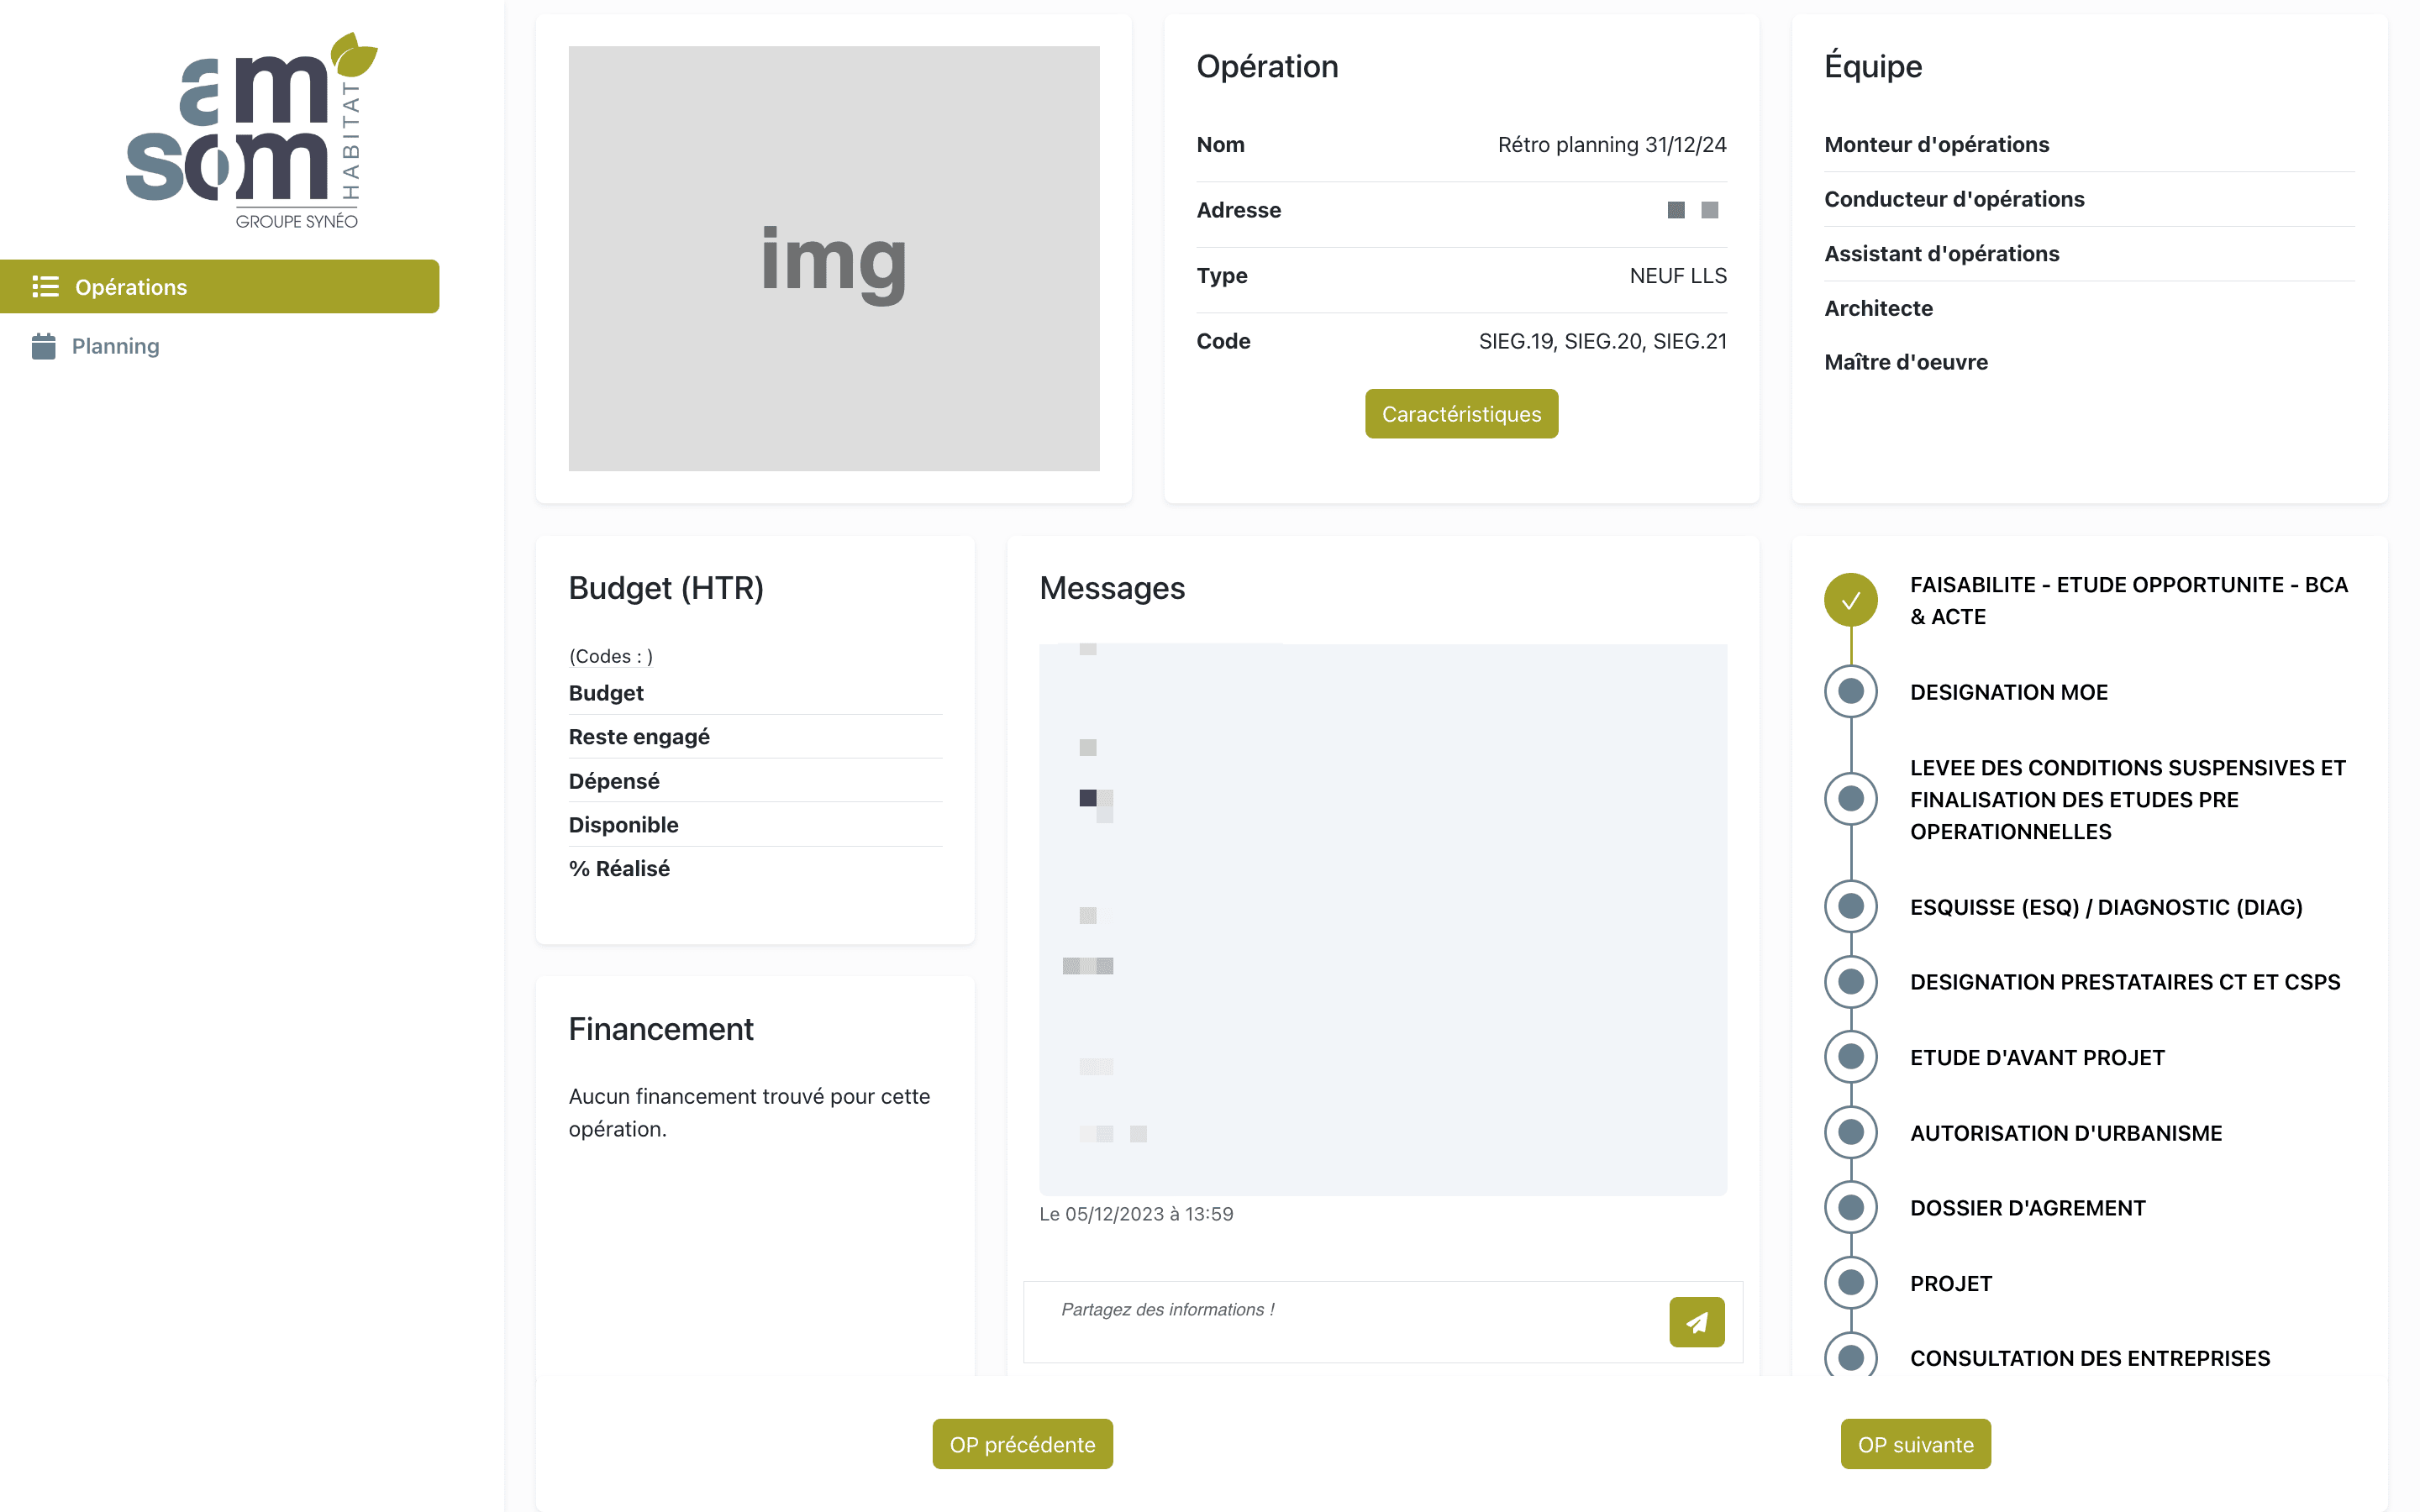 am
som
HABITAT
GROUPE SYNÉO
Opérations
Planning
img
Opération
Nom Rétro planning 31/12/24
Adresse
Type NEUF LLS
Code SIEG.19, SIEG.20, SIEG.21
Caractéristiques
Équipe
Monteur d'opérations
Conducteur d'opérations
Assistant d'opérations
Architecte
Maître d'oeuvre
Budget (HTR)
(Codes : )
Budget
Reste engagé
Dépensé
Disponible
% Réalisé
Financement
Aucun financement trouvé pour cette
opération.
Messages
Le 05/12/2023 à 13:59
Partagez des informations !
FAISABILITE - ETUDE OPPORTUNITE - BCA
& ACTE
DESIGNATION MOE
LEVEE DES CONDITIONS SUSPENSIVES ET
FINALISATION DES ETUDES PRE
OPERATIONNELLES
ESQUISSE (ESQ) / DIAGNOSTIC (DIAG)
DESIGNATION PRESTATAIRES CT ET CSPS
ETUDE D'AVANT PROJET
AUTORISATION D'URBANISME
DOSSIER D'AGREMENT
PROJET
CONSULTATION DES ENTREPRISES
OP précédente
OP suivante